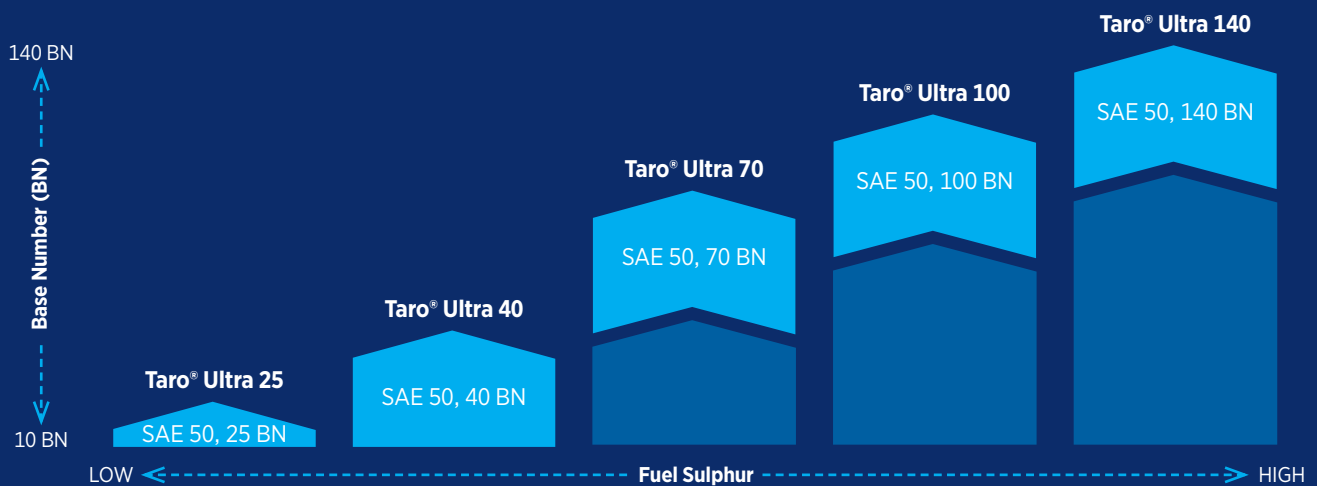 140 BN
Base Number (BN)
10 BN
Taro® Ultra 25
SAE 50, 25 BN
Taro® Ultra 40
SAE 50, 40 BN
Taro® Ultra 70
SAE 50, 70 BN
Taro® Ultra 100
SAE 50, 100 BN
Taro® Ultra 140
SAE 50, 140 BN
LOW Fuel Sulphur HIGH